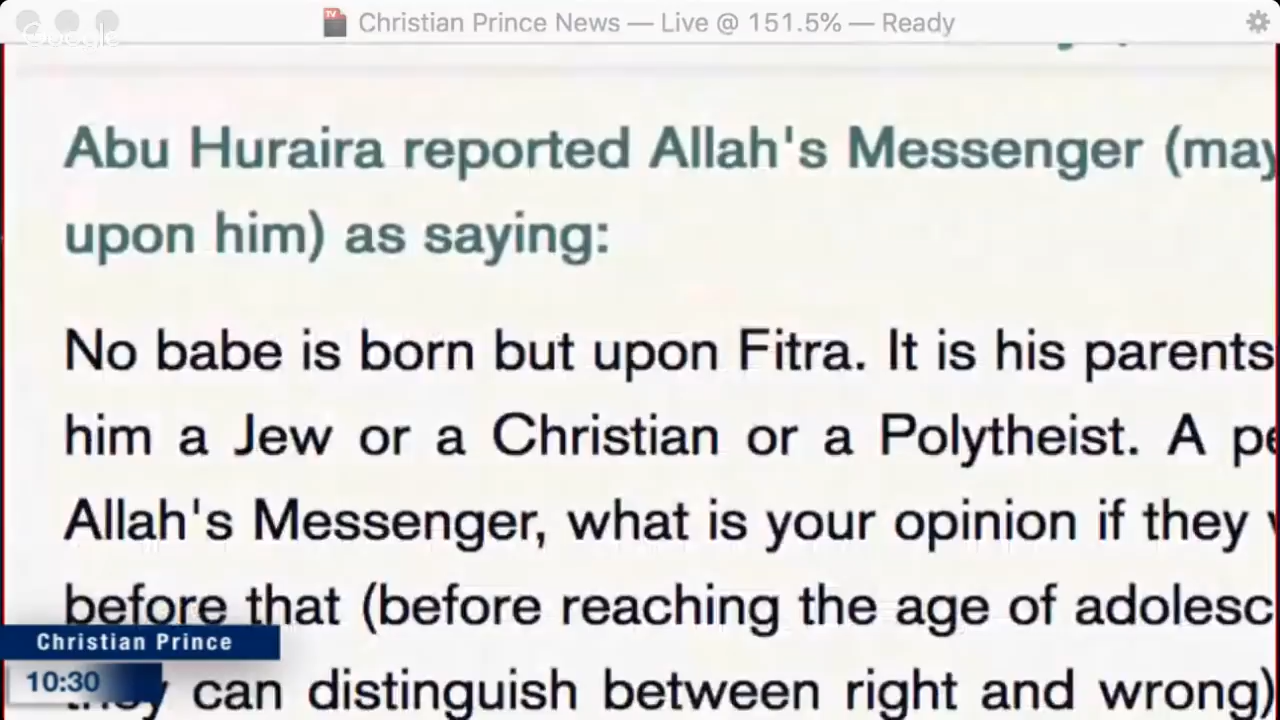 Christian Prince News — Live @ 151.5% — Ready
Google
Abu Huraira reported Allah's Messenger (may
upon him) as saying:
No babe is born but upon Fitra. It is his parents
him a Jew or a Christian or a Polytheist. A
Allah's Messenger, what is your opinion if they
before that (before reaching the age of
Christian Prince
10:30
can distinguish between right and wrong)